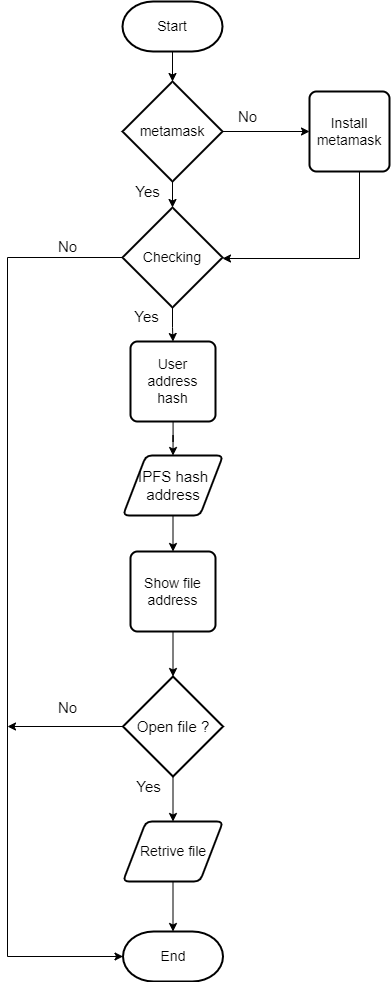 Start
metamask
No
Install
metamask
Yes
No
Checking
Yes
User
address
hash
IPFS hash
address
Show file
address
No
Open file ?
Yes
Retrive file
End